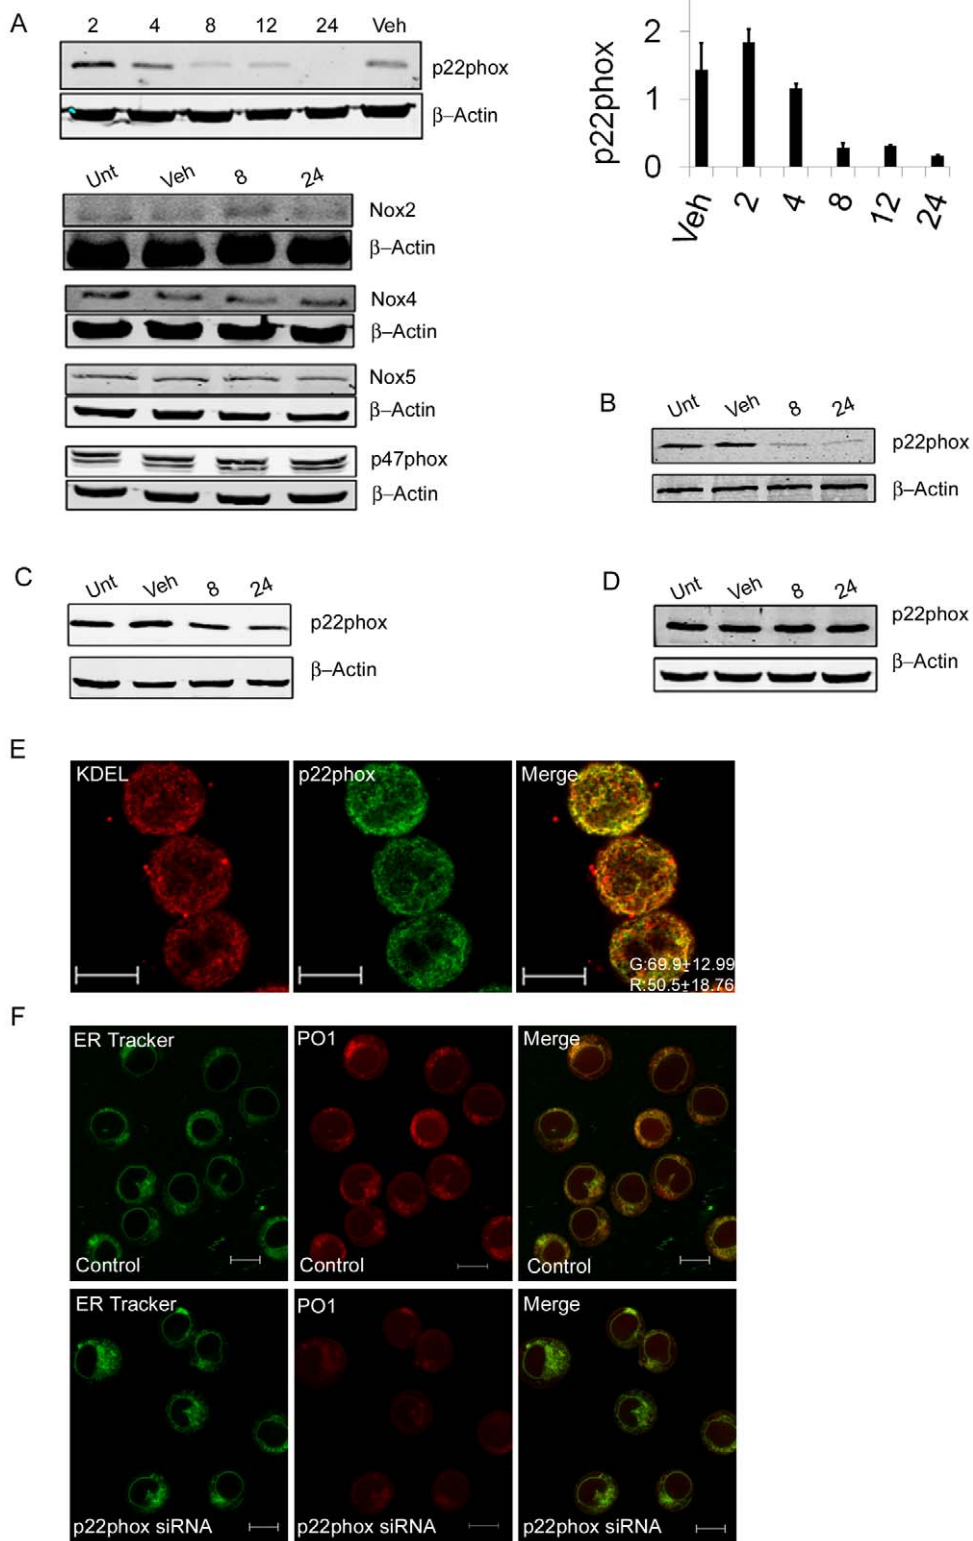 A
2 4 8 12 24 Veh
p22phox
β–Actin
Unt Veh 8 24
Nox2
β–Actin
Nox4
β–Actin
Nox5
β–Actin
p47phox
β–Actin
p22phox
2
1
0
Veh 2 4 8 12 24
B
Unt Veh 8 24
p22phox
β–Actin
C
Unt Veh 8 24
p22phox
β–Actin
D
Unt Veh 8 24
p22phox
β–Actin
E
KDEL p22phox Merge
G:69.9±12.99
R:50.5±18.76
F
ER Tracker PO1 Merge
Control Control Control
ER Tracker PO1 Merge
p22phox siRNA p22phox siRNA p22phox siRNA